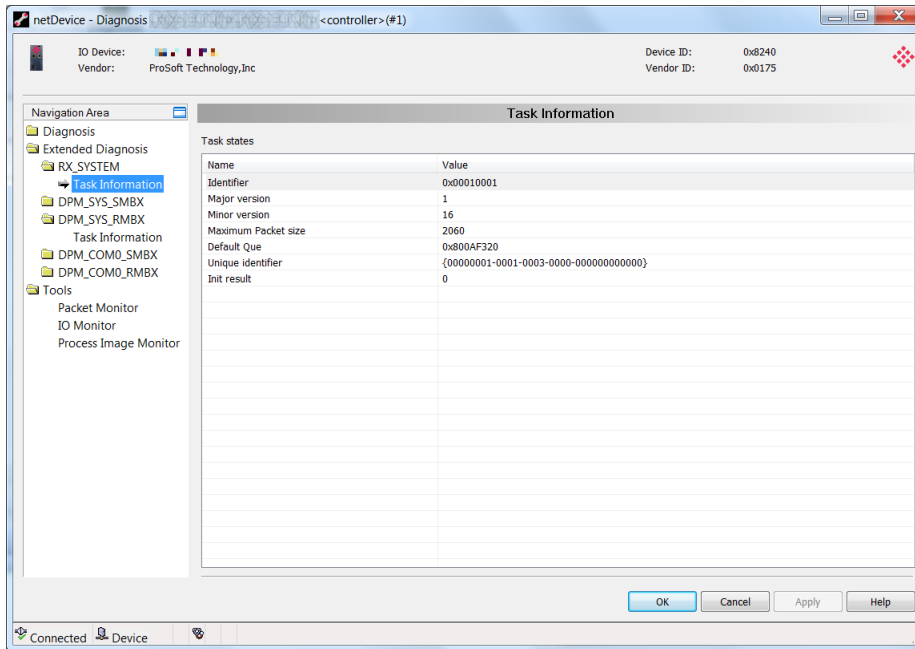 netDevice - Diagnosis <controller>(#1)
IO Device:
Vendor: ProSoft Technology,Inc
Device ID: 0x8240
Vendor ID: 0x0175
Navigation Area
Diagnosis
Extended Diagnosis
RX_SYSTEM
Task Information
DPM_SYS_SMBX
DPM_SYS_RMBX
Task Information
DPM_COM0_SMBX
DPM_COM0_RMBX
Tools
Packet Monitor
IO Monitor
Process Image Monitor
Task Information
Task states
Name Value
Identifier 0x00010001
Major version 1
Minor version 16
Maximum Packet size 2060
Default Que 0x800AF320
Unique identifier {00000001-0001-0003-0000-000000000000}
Init result 0
OK Cancel Apply Help
Connected Device